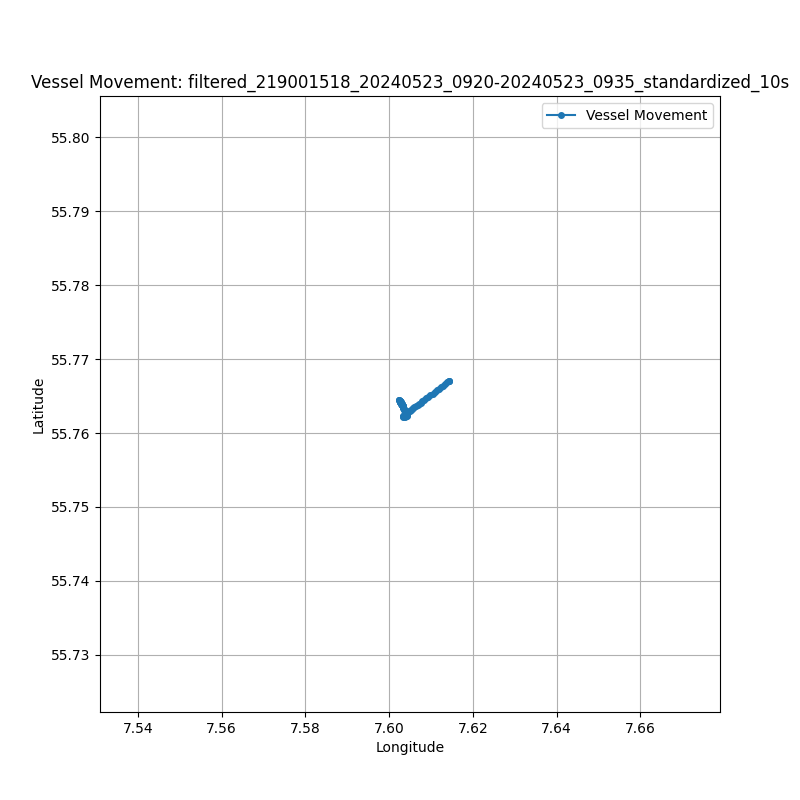 Vessel Movement: filtered_219001518_20240523_0920-20240523_0935_standardized_10s
Vessel Movement
55.80
55.79
55.78
55.77
55.76
55.75
55.74
55.73
Latitude
7.54 7.56 7.58 7.60 7.62 7.64 7.66
Longitude